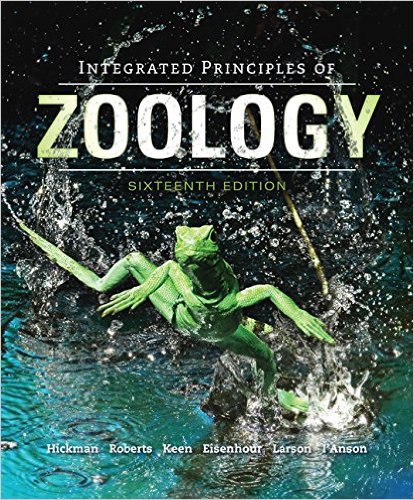 INTEGRATED PRINCIPLES OF
ZOOLOGY
SIXTEENTH EDITION
Hickman Roberts Keen Eisenhour Larson l'Anson